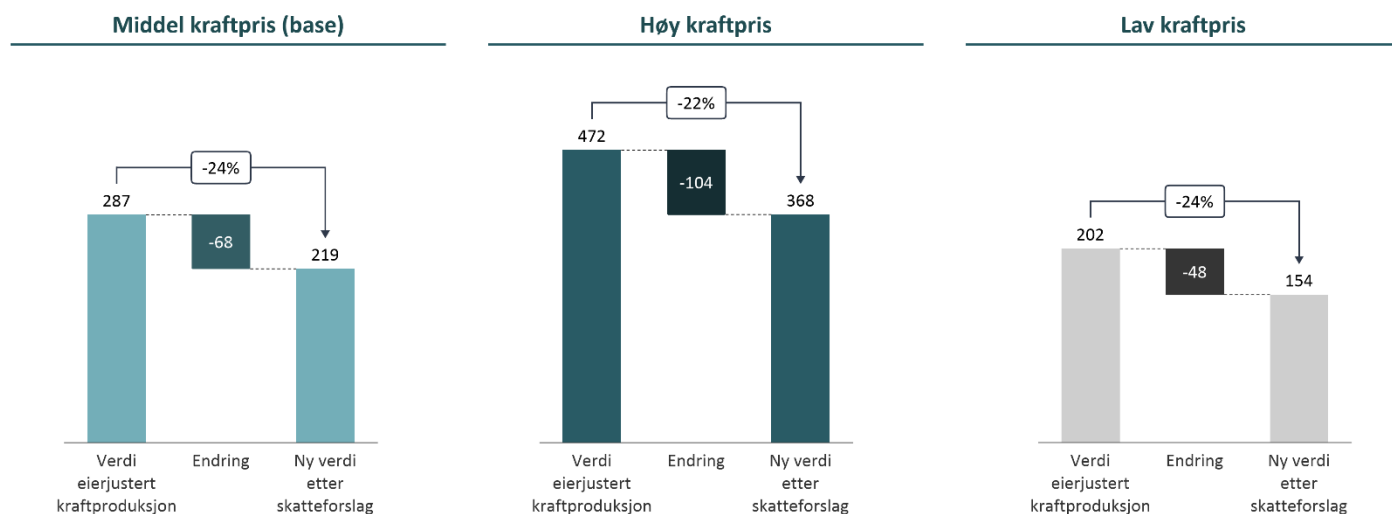 Middel kraftpris (base)
-24%
287
-68
219
Verdi
eierjustert
kraftproduksjon
Endring
Ny verdi
etter
skatteforslag
Høy kraftpris
-22%
472
-104
368
Verdi
eierjustert
kraftproduksjon
Endring
Ny verdi
etter
skatteforslag
Lav kraftpris
-24%
202
-48
154
Verdi
eierjustert
kraftproduksjon
Endring
Ny verdi
etter
skatteforslag